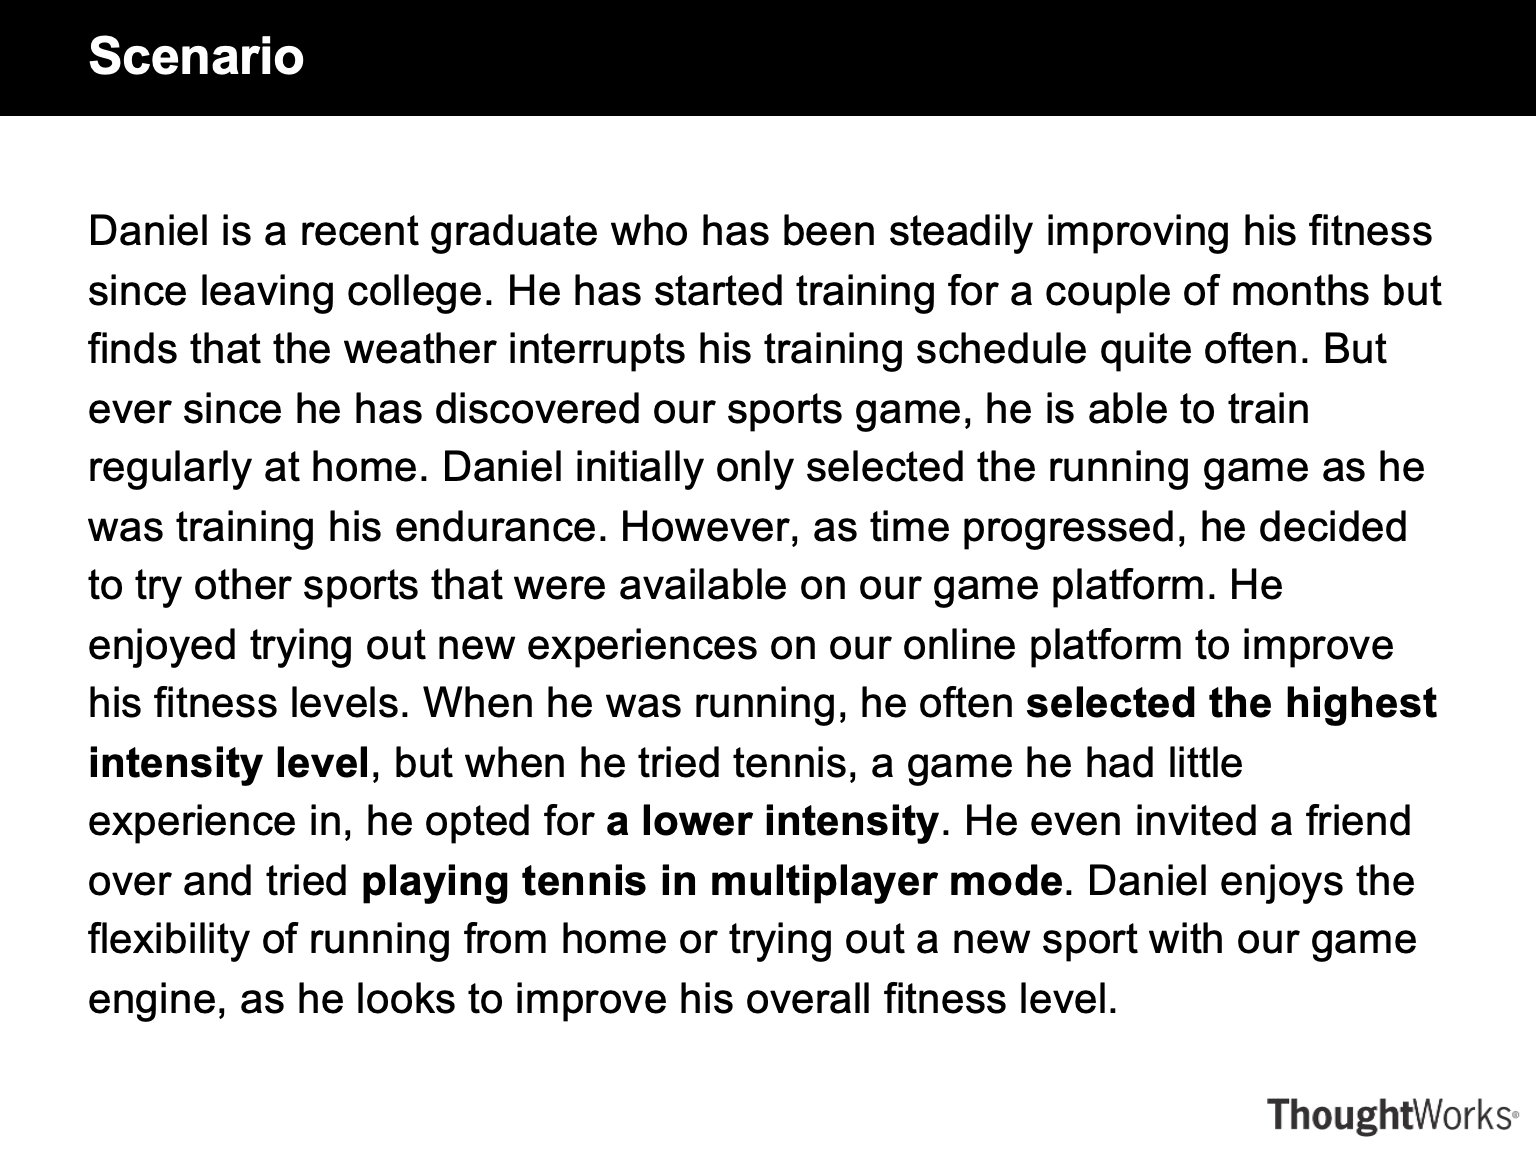 Scenario
Daniel is a recent graduate who has been steadily improving his fitness
since leaving college. He has started training for a couple of months but
finds that the weather interrupts his training schedule quite often. But
ever since he has discovered our sports game, he is able to train
regularly at home. Daniel initially only selected the running game as he
was training his endurance. However, as time progressed, he decided
to try other sports that were available on our game platform. He
enjoyed trying out new experiences on our online platform to improve
his fitness levels. When he was running, he often selected the highest
intensity level, but when he tried tennis, a game he had little
experience in, he opted for a lower intensity. He even invited a friend
over and tried playing tennis in multiplayer mode. Daniel enjoys the
flexibility of running from home or trying out a new sport with our game
engine, as he looks to improve his overall fitness level.
ThoughtWorks®